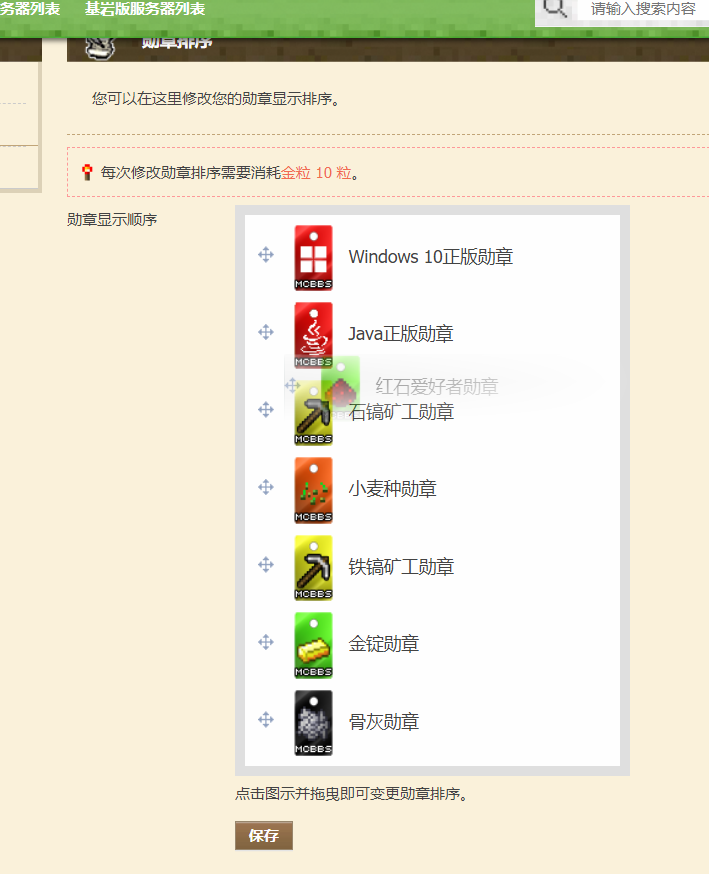 务器列表 基岩版服务器列表 请输入搜索内容
勋章排序
您可以在这里修改您的勋章显示排序。
每次修改勋章排序需要消耗金粒 10 粒。
勋章显示顺序
Windows 10正版勋章
MCBBS
Java正版勋章
MCBBS
红石爱好者勋章
石镐矿工勋章
MCBBS
小麦种勋章
MCBBS
铁镐矿工勋章
MCBBS
金锭勋章
MCBBS
骨灰勋章
MCBBS
点击图示并拖曳即可变更勋章排序。
保存